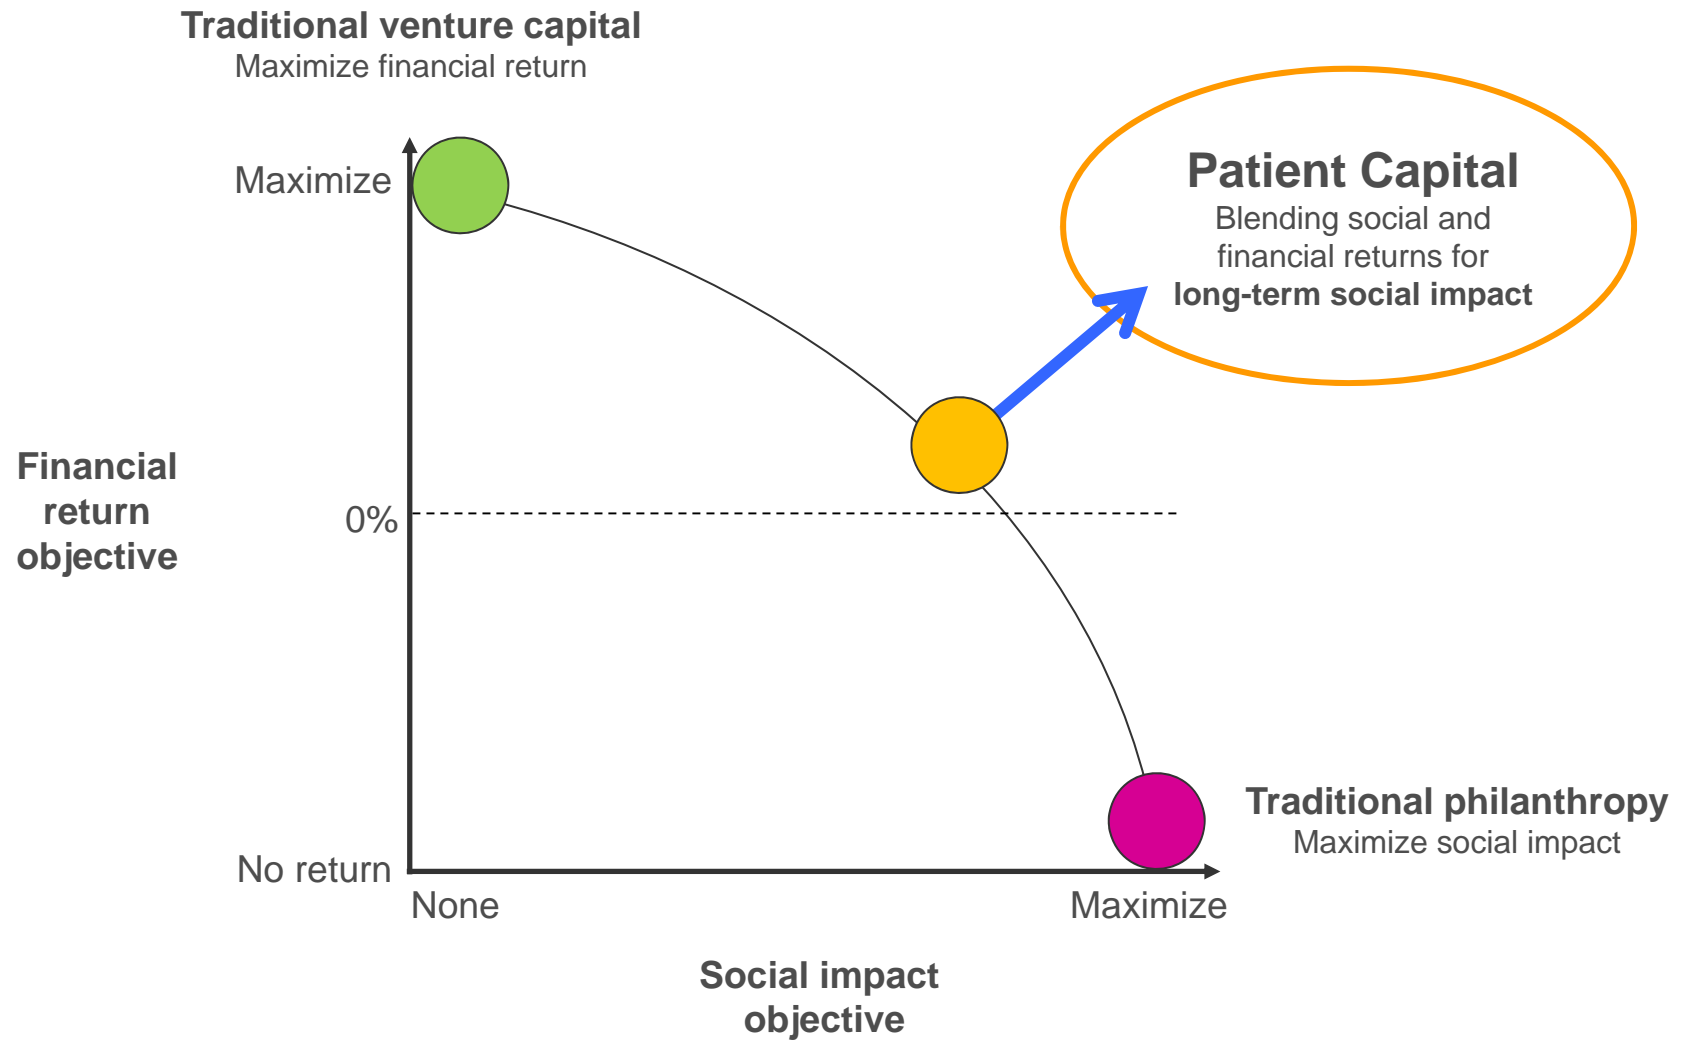 Traditional venture capital
Maximize financial return
Patient Capital
Blending social and
financial returns for
long-term social impact
Maximize
Financial
return
objective
0%
Traditional philanthropy
Maximize social impact
No return
None
Maximize
Social impact
objective